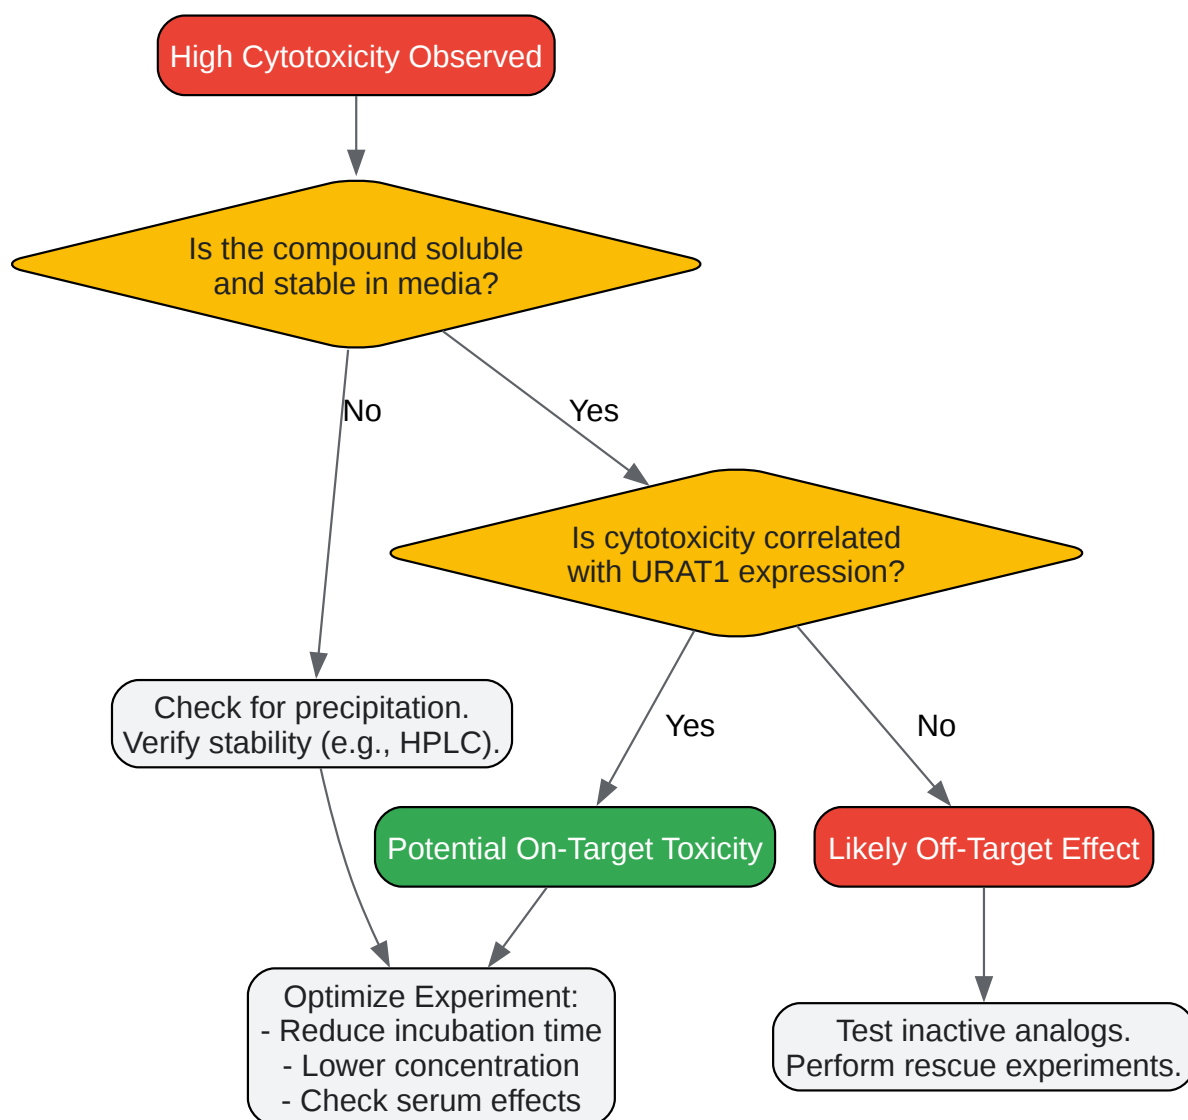 High Cytotoxicity Observed
Is the compound soluble
and stable in media?
No
Yes
Is cytotoxicity correlated
with URAT1 expression?
Check for precipitation.
Verify stability (e.g., HPLC).
Yes
No
Potential On-Target Toxicity
Likely Off-Target Effect
Optimize Experiment:
- Reduce incubation time
- Lower concentration
- Check serum effects
Test inactive analogs.
Perform rescue experiments.